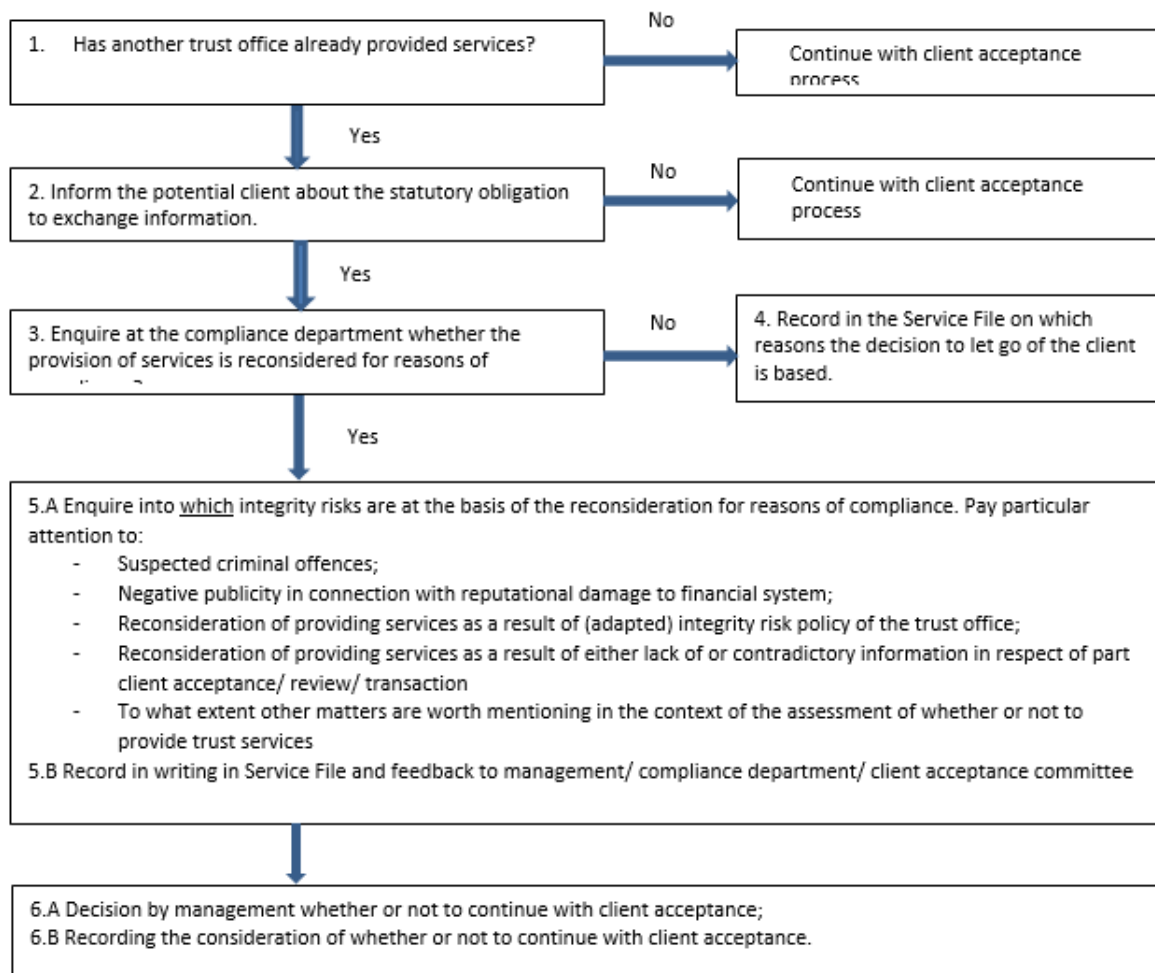 No
1. Has another trust office already provided services?
Continue with client acceptance
process
Yes
2. Inform the potential client about the statutory obligation
to exchange information.
No
Continue with client acceptance
process
Yes
3. Enquire at the compliance department whether the
provision of services is reconsidered for reasons of
No
4. Record in the Service File on which
reasons the decision to let go of the client
is based.
Yes
5.A Enquire into which integrity risks are at the basis of the reconsideration for reasons of compliance. Pay particular
attention to:
- Suspected criminal offences;
- Negative publicity in connection with reputational damage to financial system;
- Reconsideration of providing services as a result of (adapted) integrity risk policy of the trust office;
- Reconsideration of providing services as a result of either lack of or contradictory information in respect of part
client acceptance/ review/ transaction
- To what extent other matters are worth mentioning in the context of the assessment of whether or not to
provide trust services
5.B Record in writing in Service File and feedback to management/ compliance department/ client acceptance committee
6.A Decision by management whether or not to continue with client acceptance;
6.B Recording the consideration of whether or not to continue with client acceptance.